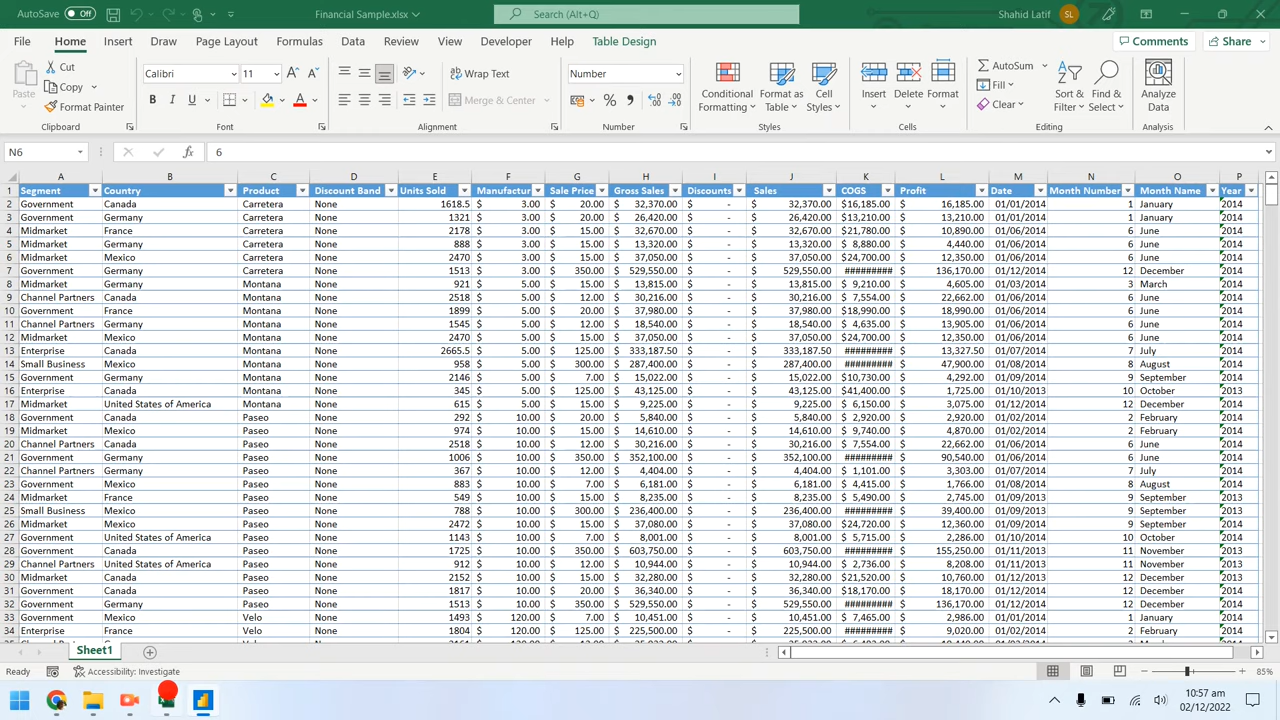 AutoSave Off Financial Sample.xlsx Search (Alt+Q) Shahid Latif SL
File Home Insert Draw Page Layout Formulas Data Review View Developer Help Table Design Comments Share
Paste Cut Copy Format Painter Calibri 11 Wrap Text Merge & Center Number Conditional Formatting Format as Table Cell Styles Insert Delete Format AutoSum Fill Clear Sort & Filter Find & Select Analyze Data
Clipboard Font Alignment Number Styles Cells Editing Analysis
N6 fx 6
A B C D E F G H I J K L M N O P
1 Segment Country Product Discount Band Units Sold Manufactur Sale Price Gross Sales Discounts Sales COGS Profit Date Month Number Month Name Year
2 Government Canada Carretera None 1618.5 $ 3.00 $ 20.00 $ 32,370.00 $ - $ 32,370.00 $16,185.00 $ 16,185.00 01/01/2014 1 January 2014
3 Government Germany Carretera None 1321 $ 3.00 $ 20.00 $ 26,420.00 $ - $ 26,420.00 $13,210.00 $ 13,210.00 01/01/2014 1 January 2014
4 Midmarket France Carretera None 2178 $ 3.00 $ 15.00 $ 32,670.00 $ - $ 32,670.00 $21,780.00 $ 10,890.00 01/06/2014 6 June 2014
5 Midmarket Germany Carretera None 888 $ 3.00 $ 15.00 $ 13,320.00 $ - $ 13,320.00 $ 8,880.00 $ 4,440.00 01/06/2014 6 June 2014
6 Midmarket Mexico Carretera None 2470 $ 3.00 $ 15.00 $ 37,050.00 $ - $ 37,050.00 $24,700.00 $ 12,350.00 01/06/2014 6 June 2014
7 Government Germany Carretera None 1513 $ 3.00 $ 350.00 $ 529,550.00 $ - $ 529,550.00 ######### $ 136,170.00 01/12/2014 12 December 2014
8 Midmarket Germany Montana None 921 $ 5.00 $ 15.00 $ 13,815.00 $ - $ 13,815.00 $ 9,210.00 $ 4,605.00 01/03/2014 3 March 2014
9 Channel Partners Canada Montana None 2518 $ 5.00 $ 12.00 $ 30,216.00 $ - $ 30,216.00 $ 7,554.00 $ 22,662.00 01/06/2014 6 June 2014
10 Government France Montana None 1899 $ 5.00 $ 20.00 $ 37,980.00 $ - $ 37,980.00 $18,990.00 $ 18,990.00 01/06/2014 6 June 2014
11 Channel Partners Germany Montana None 1545 $ 5.00 $ 12.00 $ 18,540.00 $ - $ 18,540.00 $ 4,635.00 $ 13,905.00 01/06/2014 6 June 2014
12 Midmarket Mexico Montana None 2470 $ 5.00 $ 15.00 $ 37,050.00 $ - $ 37,050.00 $24,700.00 $ 12,350.00 01/06/2014 6 June 2014
13 Enterprise Canada Montana None 2665.5 $ 5.00 $ 125.00 $ 333,187.50 $ - $ 333,187.50 ######### $ 13,327.50 01/07/2014 7 July 2014
14 Small Business Mexico Montana None 958 $ 5.00 $ 300.00 $ 287,400.00 $ - $ 287,400.00 ######### $ 47,900.00 01/08/2014 8 August 2014
15 Government Germany Montana None 2146 $ 5.00 $ 7.00 $ 15,022.00 $ - $ 15,022.00 $10,730.00 $ 4,292.00 01/09/2014 9 September 2014
16 Enterprise Canada Montana None 345 $ 5.00 $ 125.00 $ 43,125.00 $ - $ 43,125.00 $41,400.00 $ 1,725.00 01/10/2013 10 October 2013
17 Midmarket United States of America Montana None 615 $ 5.00 $ 15.00 $ 9,225.00 $ - $ 9,225.00 $ 6,150.00 $ 3,075.00 01/12/2014 12 December 2014
18 Government Canada Paseo None 292 $ 10.00 $ 20.00 $ 5,840.00 $ - $ 5,840.00 $ 2,920.00 $ 2,920.00 01/02/2014 2 February 2014
19 Midmarket Mexico Paseo None 974 $ 10.00 $ 15.00 $ 14,610.00 $ - $ 14,610.00 $ 9,740.00 $ 4,870.00 01/02/2014 2 February 2014
20 Channel Partners Canada Paseo None 2518 $ 10.00 $ 12.00 $ 30,216.00 $ - $ 30,216.00 $ 7,554.00 $ 22,662.00 01/06/2014 6 June 2014
21 Government Germany Paseo None 1006 $ 10.00 $ 350.00 $ 352,100.00 $ - $ 352,100.00 ######### $ 90,540.00 01/06/2014 6 June 2014
22 Channel Partners Germany Paseo None 367 $ 10.00 $ 12.00 $ 4,404.00 $ - $ 4,404.00 $ 1,101.00 $ 3,303.00 01/07/2014 7 July 2014
23 Government Mexico Paseo None 883 $ 10.00 $ 7.00 $ 6,181.00 $ - $ 6,181.00 $ 4,415.00 $ 1,766.00 01/08/2014 8 August 2014
24 Midmarket France Paseo None 549 $ 10.00 $ 15.00 $ 8,235.00 $ - $ 8,235.00 $ 5,490.00 $ 2,745.00 01/09/2013 9 September 2013
25 Small Business Mexico Paseo None 788 $ 10.00 $ 300.00 $ 236,400.00 $ - $ 236,400.00 ######### $ 39,400.00 01/09/2013 9 September 2013
26 Midmarket Mexico Paseo None 2472 $ 10.00 $ 15.00 $ 37,080.00 $ - $ 37,080.00 $24,720.00 $ 12,360.00 01/09/2014 9 September 2014
27 Government United States of America Paseo None 1143 $ 10.00 $ 7.00 $ 8,001.00 $ - $ 8,001.00 $ 5,715.00 $ 2,286.00 01/10/2014 10 October 2014
28 Government Canada Paseo None 1725 $ 10.00 $ 350.00 $ 603,750.00 $ - $ 603,750.00 ######### $ 155,250.00 01/11/2013 11 November 2013
29 Channel Partners United States of America Paseo None 912 $ 10.00 $ 12.00 $ 10,944.00 $ - $ 10,944.00 $ 2,736.00 $ 8,208.00 01/11/2013 11 November 2013
30 Midmarket Canada Paseo None 2152 $ 10.00 $ 15.00 $ 32,280.00 $ - $ 32,280.00 $21,520.00 $ 10,760.00 01/12/2013 12 December 2013
31 Government Canada Paseo None 1817 $ 10.00 $ 20.00 $ 36,340.00 $ - $ 36,340.00 $18,170.00 $ 18,170.00 01/12/2014 12 December 2014
32 Government Germany Paseo None 1513 $ 10.00 $ 350.00 $ 529,550.00 $ - $ 529,550.00 ######### $ 136,170.00 01/12/2014 12 December 2014
33 Government Mexico Velo None 1493 $ 120.00 $ 7.00 $ 10,451.00 $ - $ 10,451.00 $ 7,465.00 $ 2,986.00 01/01/2014 1 January 2014
34 Enterprise France Velo None 1804 $ 120.00 $ 125.00 $ 225,500.00 $ - $ 225,500.00 ######### $ 9,020.00 01/02/2014 2 February 2014
Sheet1
Ready Accessibility: Investigate 85%
10:57 am
02/12/2022